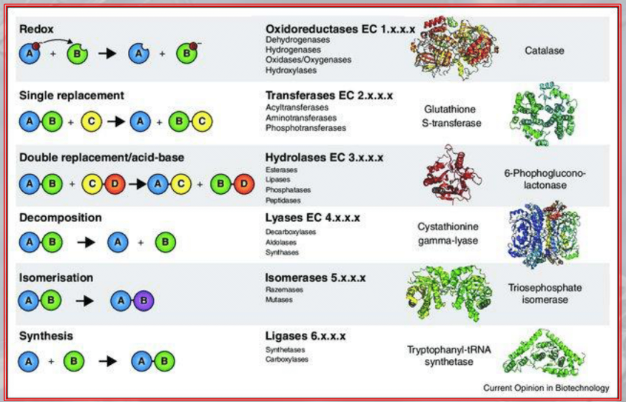 Redox
A + B A + B
Oxidoreductases EC 1.x.x.x
Dehydrogenases
Hydrogenases
Oxidases/Oxygenases
Hydroxylases
Catalase
Single replacement
A B + C A + B C
Transferases EC 2.x.x.x
Acyltransferases
Aminotransferases
Phosphotransferases
Glutathione
S-transferase
Double replacement/acid-base
A B + C D A C + B D
Hydrolases EC 3.x.x.x
Esterases
Lipases
Phosphatases
Peptidases
6-Phophoglucono-
lactonase
Decomposition
A B A + B
Lyases EC 4.x.x.x
Decarboxylases
Aldolases
Synthases
Cystathionine
gamma-lyase
Isomerisation
A B A B
Isomerases 5.x.x.x
Razemases
Mutases
Triosephosphate
isomerase
Synthesis
A + B A B
Ligases 6.x.x.x
Synthetases
Carboxylases
Tryptophanyl-tRNA
synthetase
Current Opinion in Biotechnology